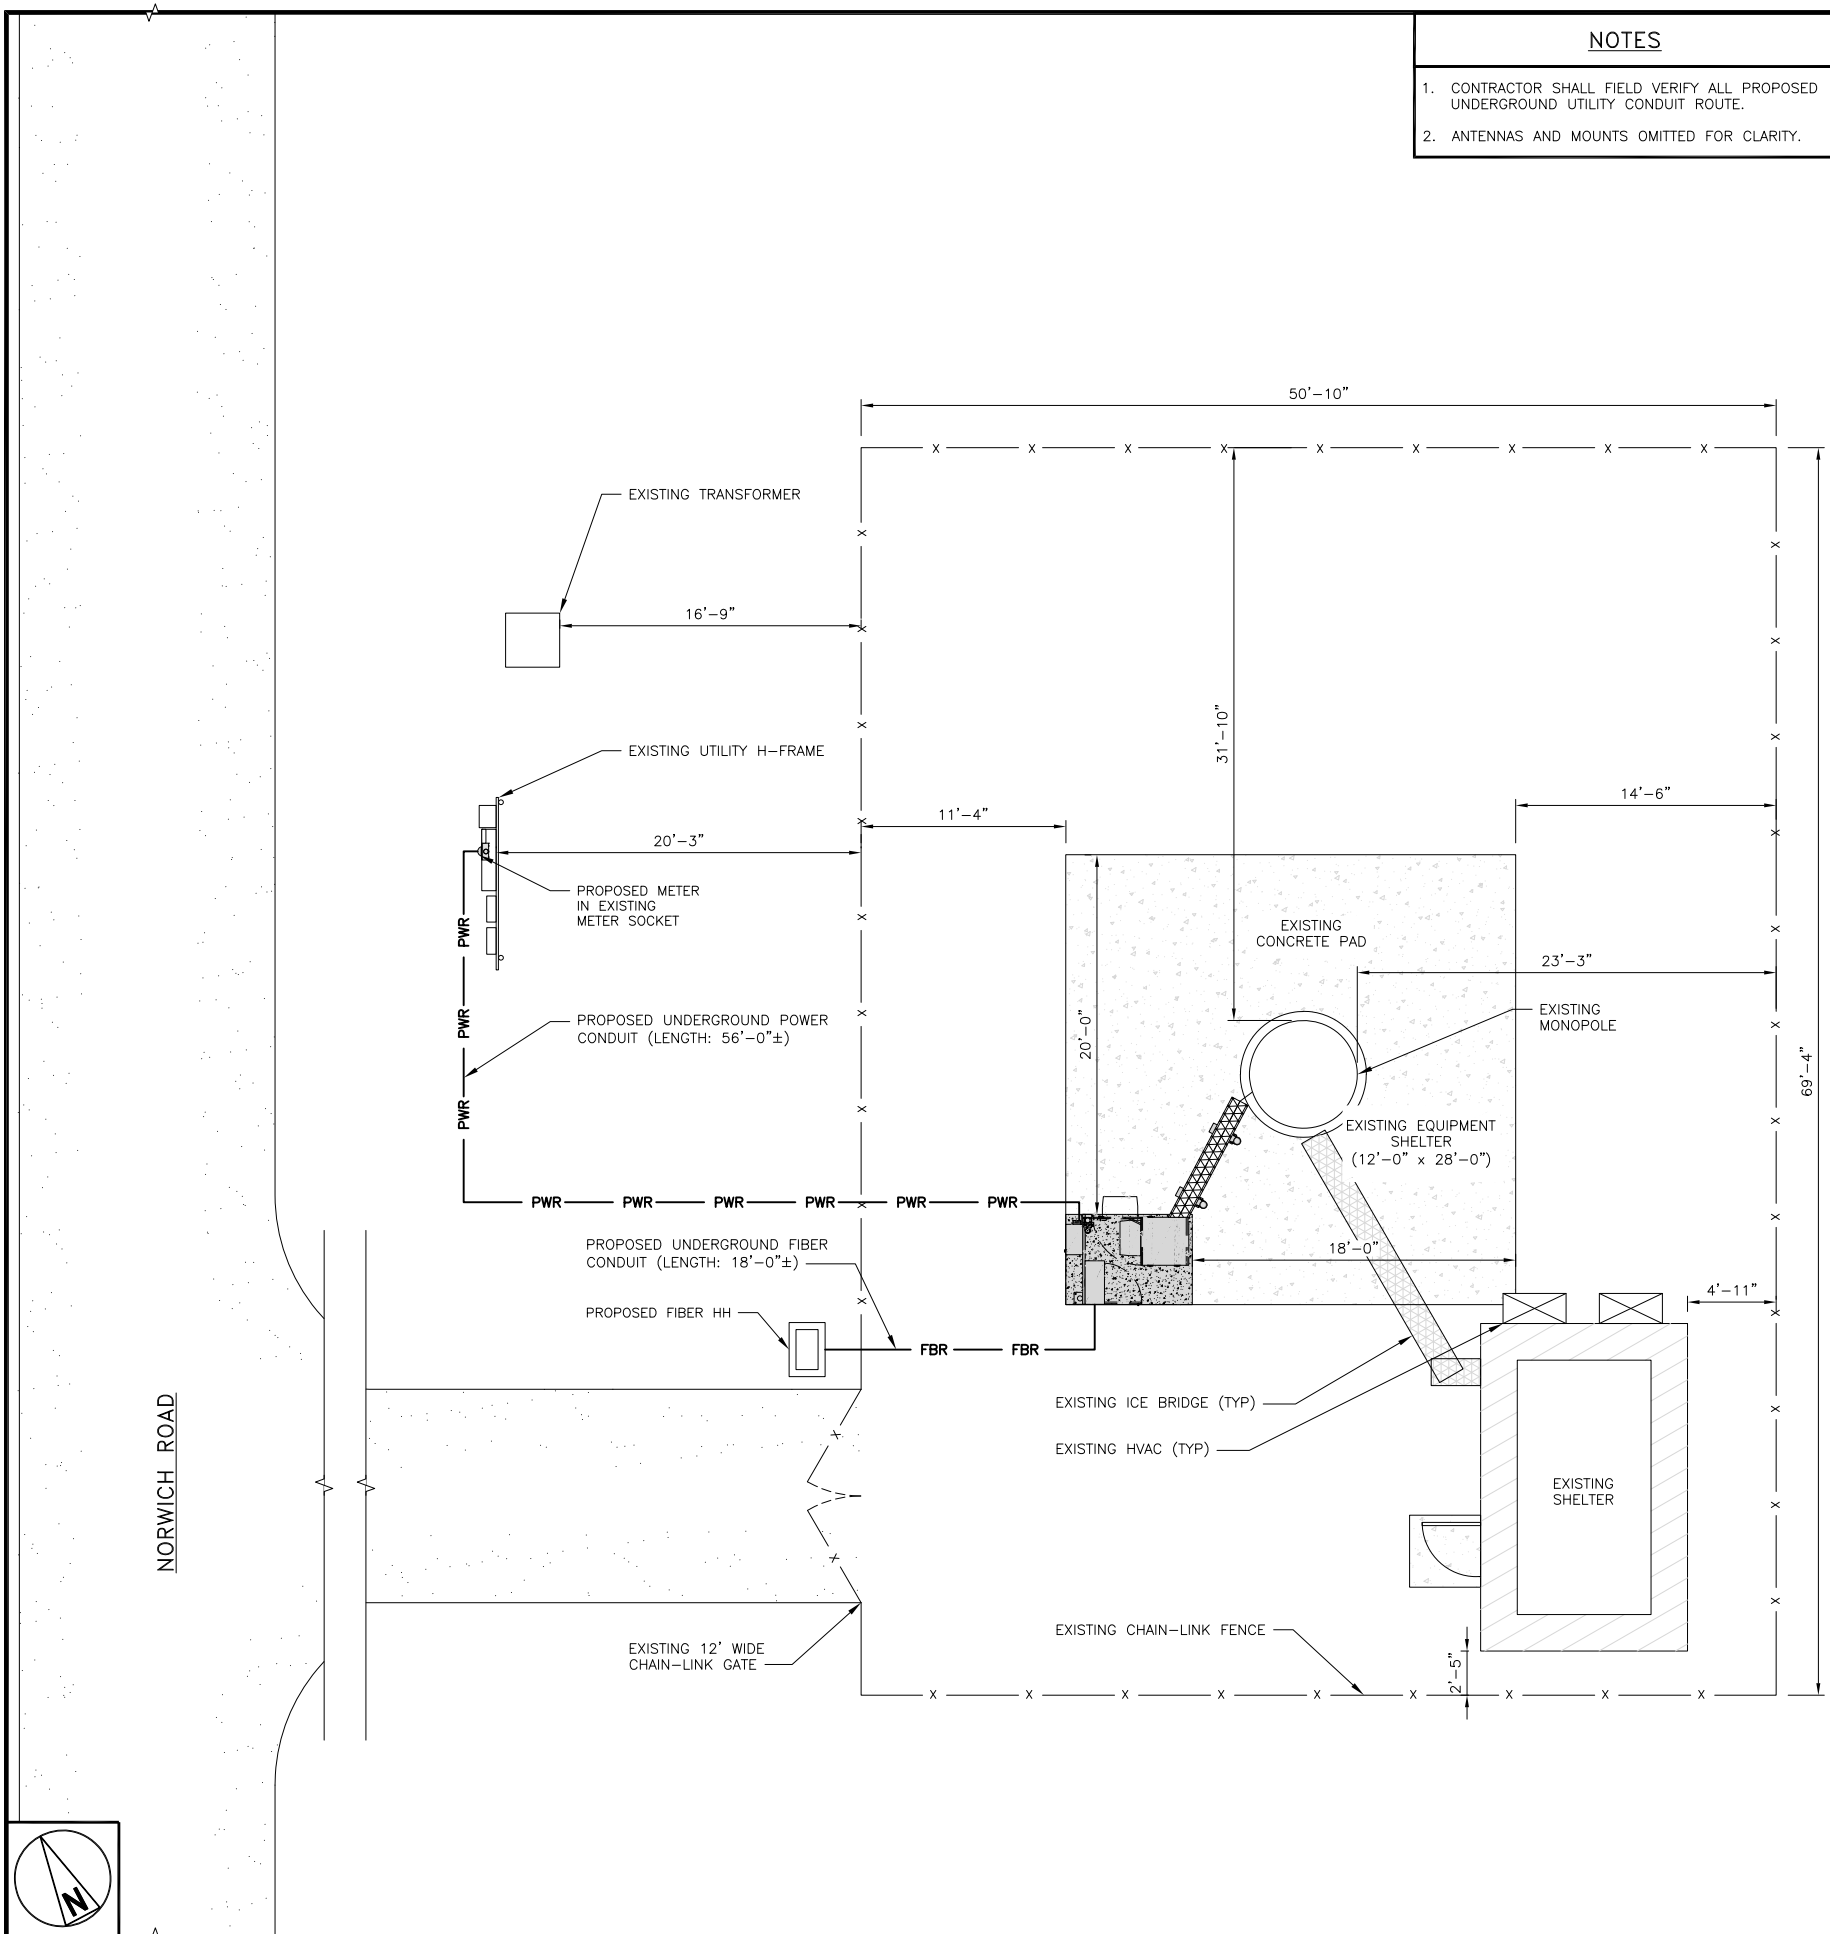 NOTES
1. CONTRACTOR SHALL FIELD VERIFY ALL PROPOSED
UNDERGROUND UTILITY CONDUIT ROUTE.
2. ANTENNAS AND MOUNTS OMITTED FOR CLARITY.
50'-10"
EXISTING TRANSFORMER
16'-9"
31'-10"
EXISTING UTILITY H-FRAME
14'-6"
11'-4"
20'-3"
PROPOSED METER
IN EXISTING
METER SOCKET
EXISTING
CONCRETE PAD
23'-3"
PWR
PWR
PWR
PROPOSED UNDERGROUND POWER
CONDUIT (LENGTH: 56'-0"±)
20'-0"
EXISTING
MONOPOLE
69'-4"
EXISTING EQUIPMENT
SHELTER
(12'-0" x 28'-0")
PWR PWR PWR PWR PWR PWR
PROPOSED UNDERGROUND FIBER
CONDUIT (LENGTH: 18'-0"±)
18'-0"
4'-11"
PROPOSED FIBER HH
FBR FBR
EXISTING ICE BRIDGE (TYP)
EXISTING HVAC (TYP)
EXISTING
SHELTER
NORWICH ROAD
EXISTING CHAIN-LINK FENCE
EXISTING 12' WIDE
CHAIN-LINK GATE
2'-5"
N